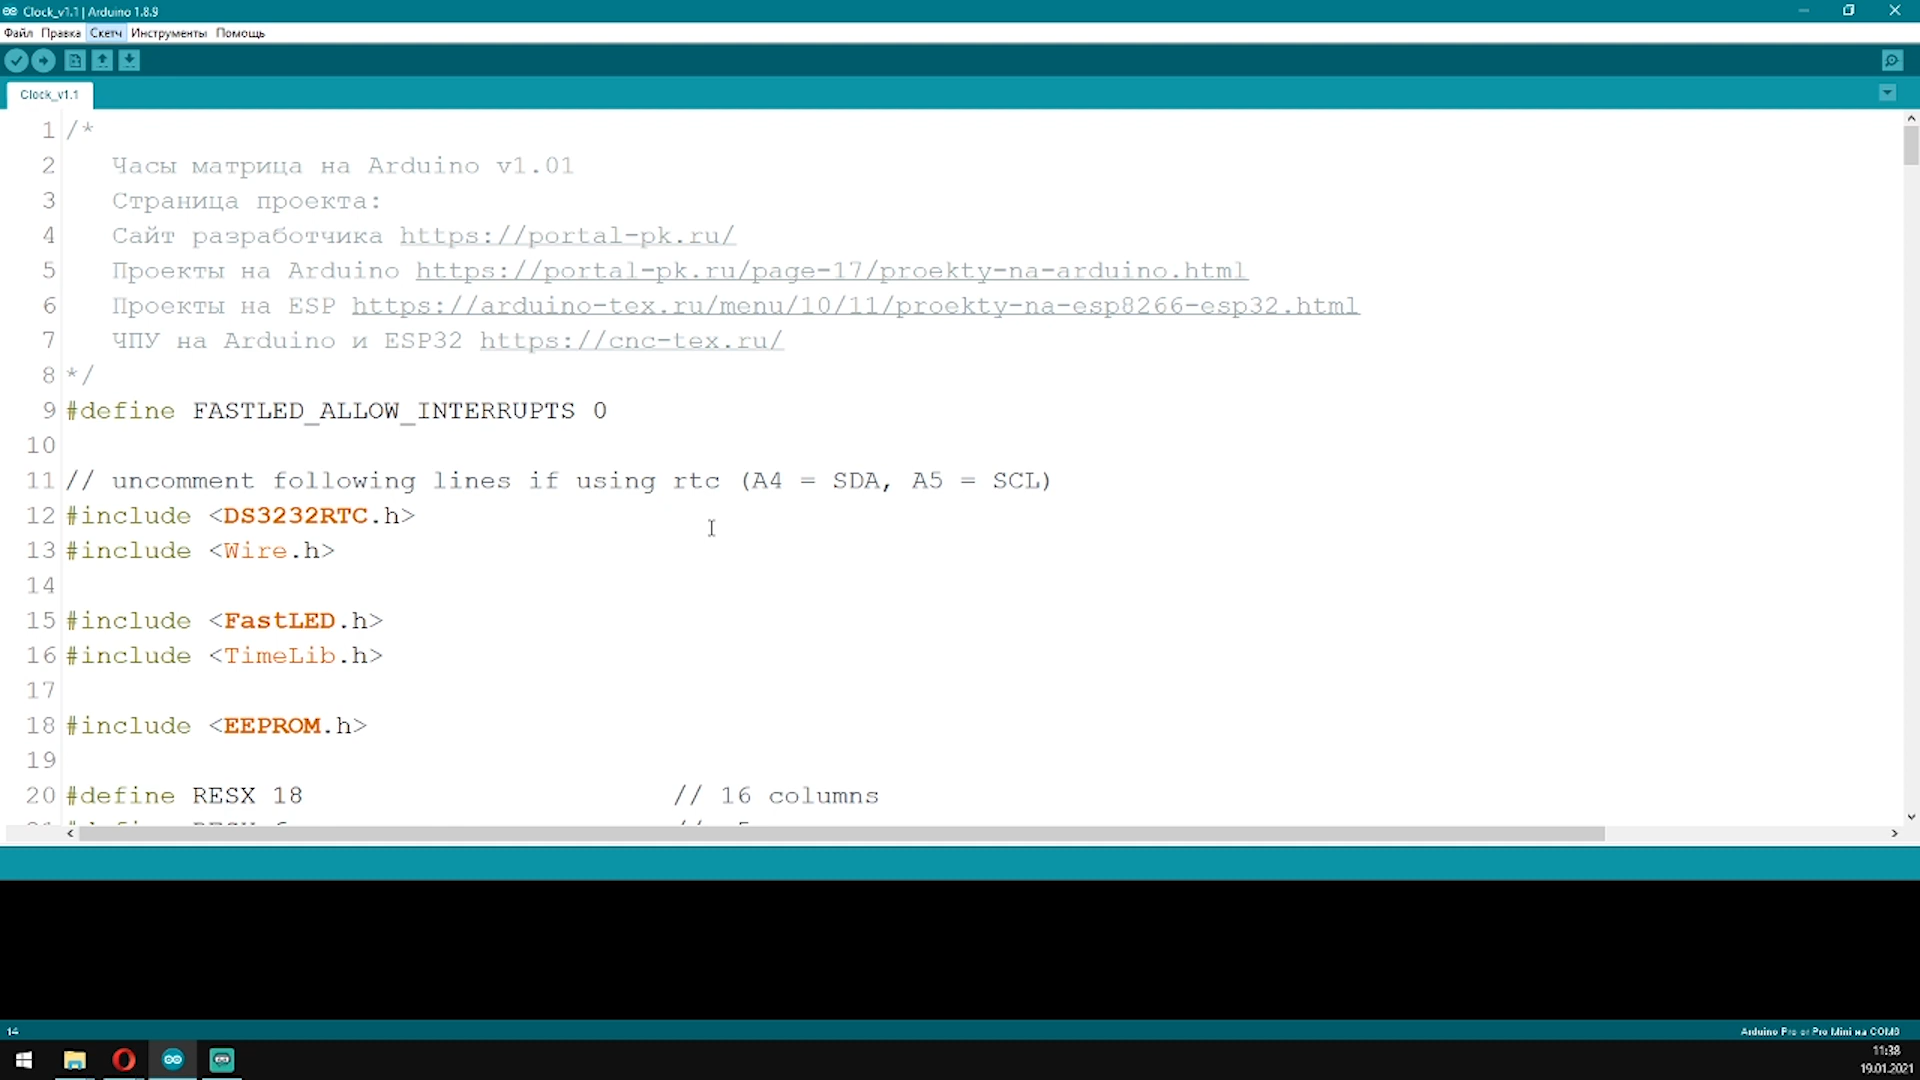 Clock_v1.1 | Arduino 1.8.9
Файл Правка Скетч Инструменты Помощь
Clock_v1.1
1 /*
2 Часы матрица на Arduino v1.01
3 Страница проекта:
4 Сайт разработчика https://portal-pk.ru/
5 Проекты на Arduino https://portal-pk.ru/page-17/proekty-na-arduino.html
6 Проекты на ESP https://arduino-tex.ru/menu/10/11/proekty-na-esp8266-esp32.html
7 ЧПУ на Arduino и ESP32 https://cnc-tex.ru/
8 */
9 #define FASTLED_ALLOW_INTERRUPTS 0
10
11 // uncomment following lines if using rtc (A4 = SDA, A5 = SCL)
12 #include <DS3232RTC.h>
13 #include <Wire.h>
14
15 #include <FastLED.h>
16 #include <TimeLib.h>
17
18 #include <EEPROM.h>
19
20 #define RESX 18 // 16 columns
14
Arduino Pro or Pro Mini на COM9
11:38
19.01.2021